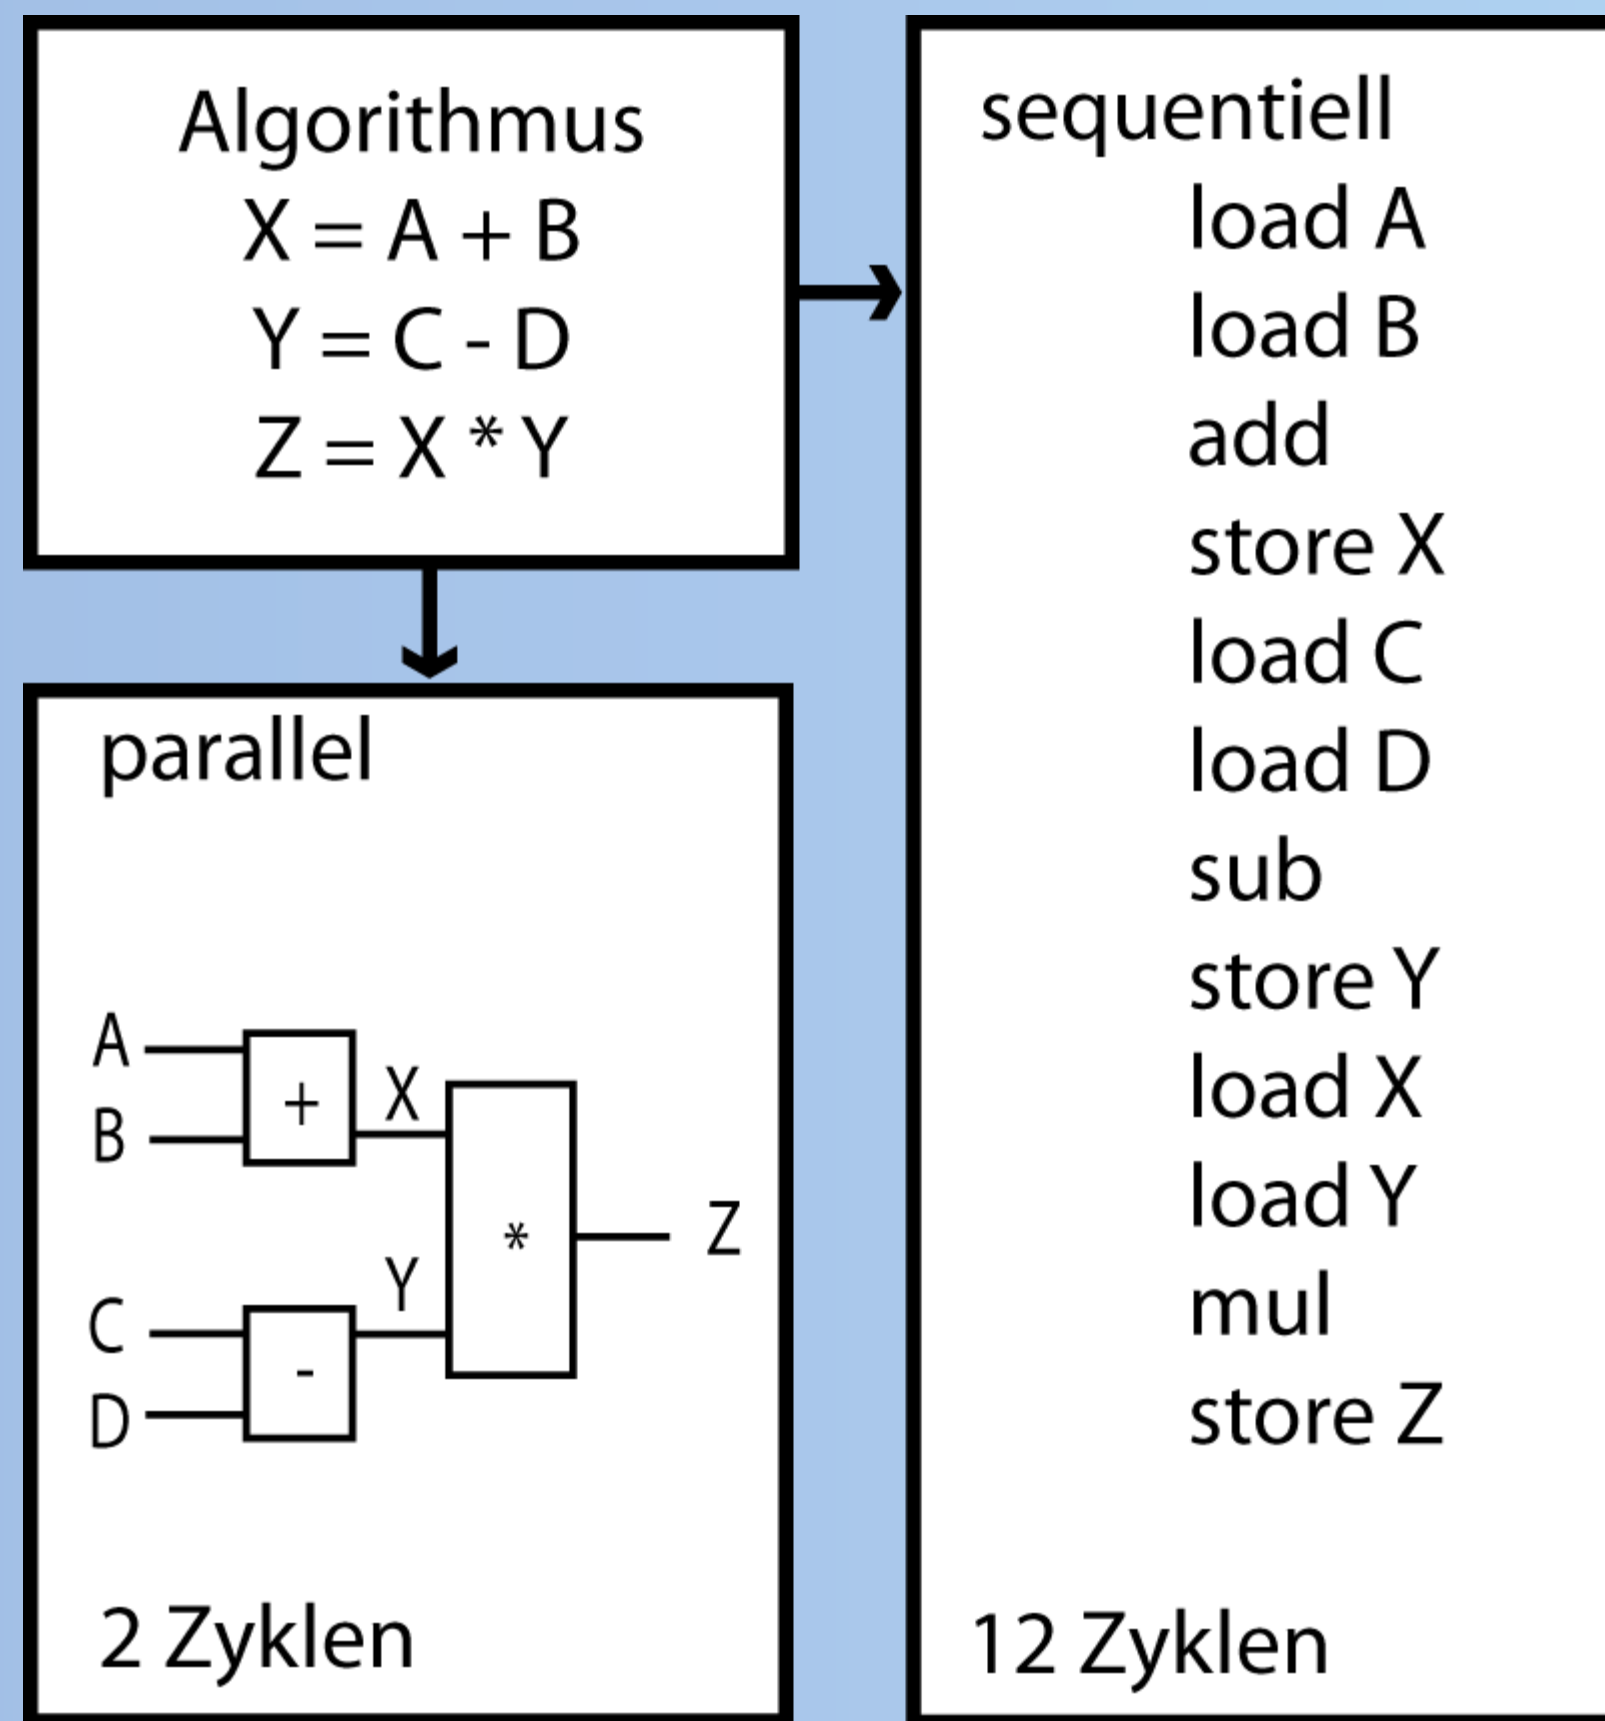 Algorithmus
X = A + B
Y = C - D
Z = X * Y
sequentiell
load A
load B
add
store X
load C
load D
sub
store Y
load X
load Y
mul
store Z
12 Zyklen
parallel
A
B
+
X
C
D
-
Y
*
Z
2 Zyklen